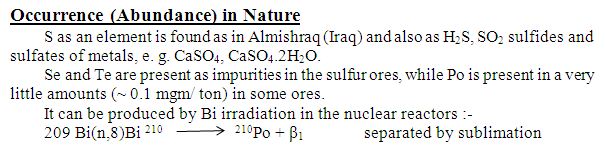 Occurrence (Abundance) in Nature
S as an element is found as in Almishraq (Iraq) and also as H₂S, SO₂ sulfides and
sulfates of metals, e. g. CaSO₄, CaSO₄.2H₂O.
Se and Te are present as impurities in the sulfur ores, while Po is present in a very
little amounts (~ 0.1 mgm/ ton) in some ores.
It can be produced by Bi irradiation in the nuclear reactors :-
209 Bi(n,8)Bi ²¹⁰ ⟶ ²¹⁰Po + β₁ separated by sublimation